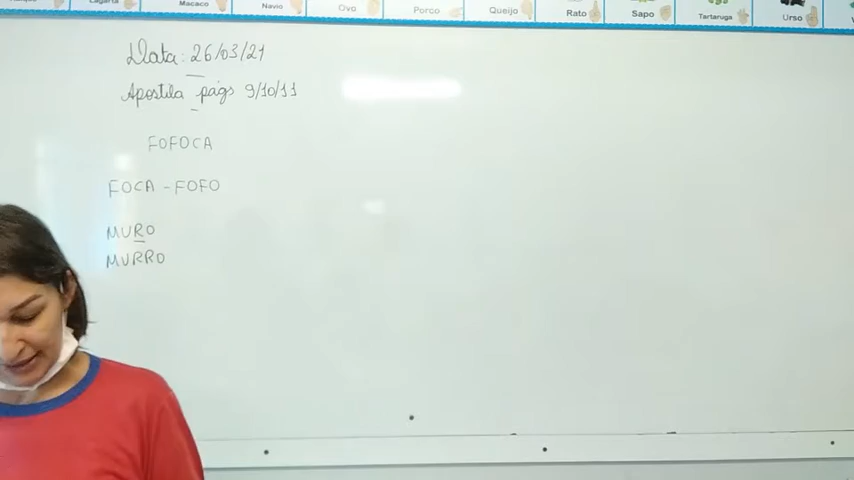 Lagarta Macaco Navio Ovo Porco Queijo Rato Sapo Tartaruga Urso
Data: 26/03/21
Apostila págs 9/10/11
FOFOCA
FOCA - FOFO
MURO
MURRO